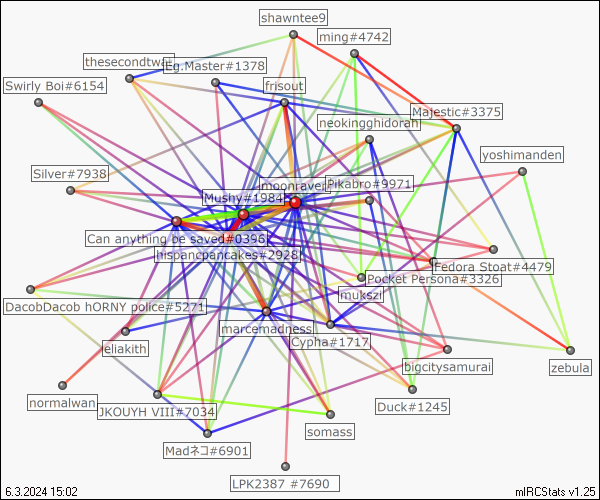 shawntee9
ming#4742
thesecondtwin
Eg.Master#1378
Swirly Boi#6154
frisout
Majestic#3375
neokingghidorah
yoshimanden
Silver#7938
moonraven
Pikabro#9971
Mushy#1984
Can anything be saved#0396
hispancpancakes#2928
Fedora Stoat#4479
Pocket Persona#3326
mukszi
DacobDacob hORNY police#5271
marcemadness
Cypha#1717
eliakith
bigcitysamurai
zebula
normalwan
JKOUYH VIII#7034
Duck#1245
somass
Madネコ#6901
LPK2387 #7690
6.3.2024 15:02
mIRCStats v1.25